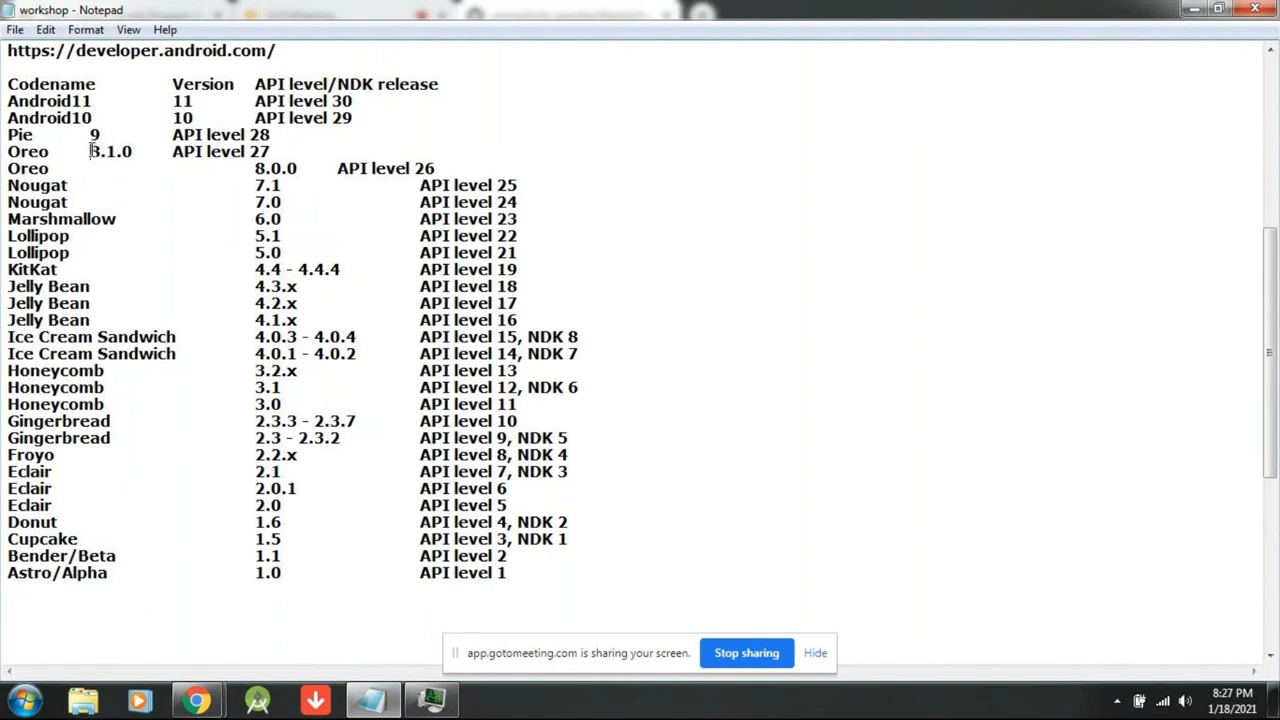 workshop - Notepad
File Edit Format View Help
https://developer.android.com/
Codename Version API level/NDK release
Android11 11 API level 30
Android10 10 API level 29
Pie 9 API level 28
Oreo 8.1.0 API level 27
Oreo 8.0.0 API level 26
Nougat 7.1 API level 25
Nougat 7.0 API level 24
Marshmallow 6.0 API level 23
Lollipop 5.1 API level 22
Lollipop 5.0 API level 21
KitKat 4.4 - 4.4.4 API level 19
Jelly Bean 4.3.x API level 18
Jelly Bean 4.2.x API level 17
Jelly Bean 4.1.x API level 16
Ice Cream Sandwich 4.0.3 - 4.0.4 API level 15, NDK 8
Ice Cream Sandwich 4.0.1 - 4.0.2 API level 14, NDK 7
Honeycomb 3.2.x API level 13
Honeycomb 3.1 API level 12, NDK 6
Honeycomb 3.0 API level 11
Gingerbread 2.3.3 - 2.3.7 API level 10
Gingerbread 2.3 - 2.3.2 API level 9, NDK 5
Froyo 2.2.x API level 8, NDK 4
Eclair 2.1 API level 7, NDK 3
Eclair 2.0.1 API level 6
Eclair 2.0 API level 5
Donut 1.6 API level 4, NDK 2
Cupcake 1.5 API level 3, NDK 1
Bender/Beta 1.1 API level 2
Astro/Alpha 1.0 API level 1
app.gotomeeting.com is sharing your screen. Stop sharing Hide
8:27 PM
1/18/2021